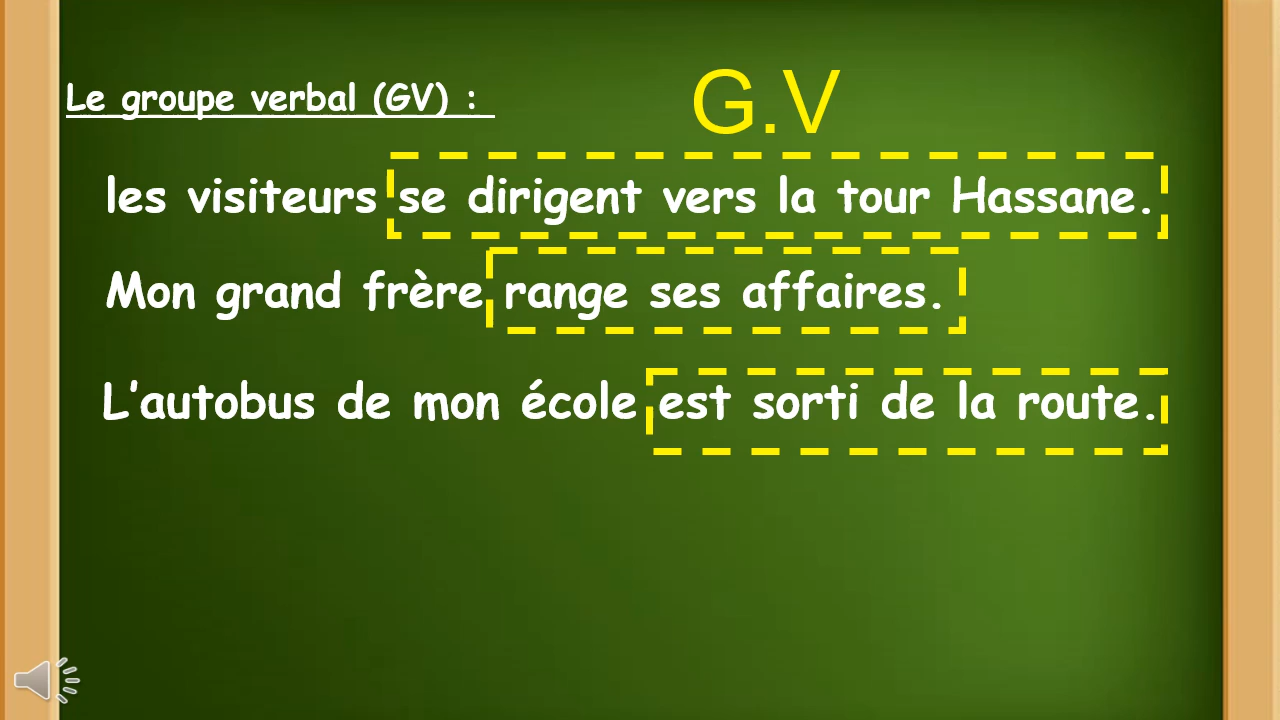 Le groupe verbal (GV) :
G.V
les visiteurs se dirigent vers la tour Hassane.
Mon grand frère range ses affaires.
L’autobus de mon école est sorti de la route.